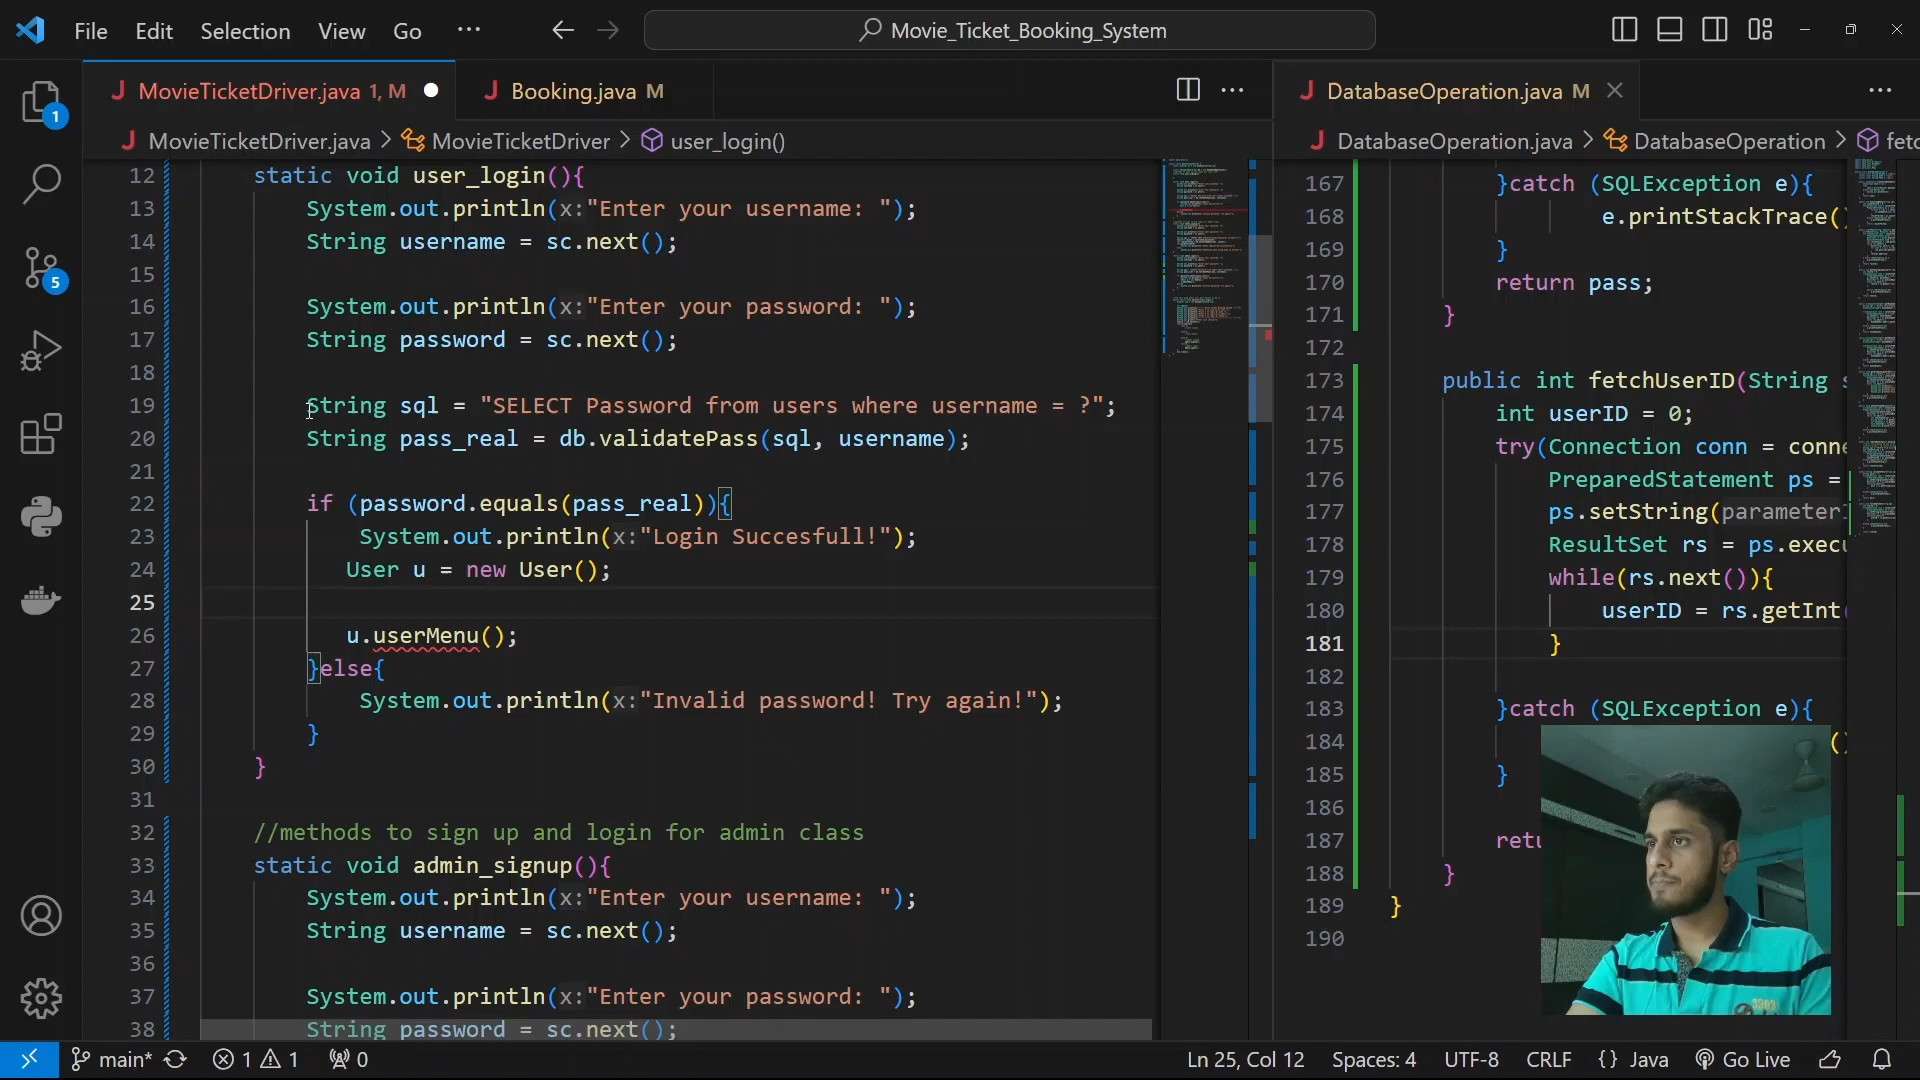 File Edit Selection View Go ··· Movie_Ticket_Booking_System
MovieTicketDriver.java 1, M
Booking.java M
MovieTicketDriver.java > MovieTicketDriver > user_login()
12 static void user_login(){
13 System.out.println(x:"Enter your username: ");
14 String username = sc.next();
15
16 System.out.println(x:"Enter your password: ");
17 String password = sc.next();
18
19 String sql = "SELECT Password from users where username = ?";
20 String pass_real = db.validatePass(sql, username);
21
22 if (password.equals(pass_real)){
23 System.out.println(x:"Login Succesfull!");
24 User u = new User();
25
26 u.userMenu();
27 }else{
28 System.out.println(x:"Invalid password! Try again!");
29 }
30 }
31
32 //methods to sign up and login for admin class
33 static void admin_signup(){
34 System.out.println(x:"Enter your username: ");
35 String username = sc.next();
36
37 System.out.println(x:"Enter your password: ");
38 String password = sc.next();
DatabaseOperation.java M
DatabaseOperation.java > DatabaseOperation > fetc
167 }catch (SQLException e){
168 e.printStackTrace()
169 }
170 return pass;
171 }
172
173 public int fetchUserID(String s
174 int userID = 0;
175 try(Connection conn = conne
176 PreparedStatement ps =
177 ps.setString(parameterI
178 ResultSet rs = ps.execu
179 while(rs.next()){
180 userID = rs.getInt(
181 }
182
183 }catch (SQLException e){
184 ()
185 }
186
187 retu
188 }
189 }
190
1
5
main* 1 1 0 Ln 25, Col 12 Spaces: 4 UTF-8 CRLF {} Java Go Live